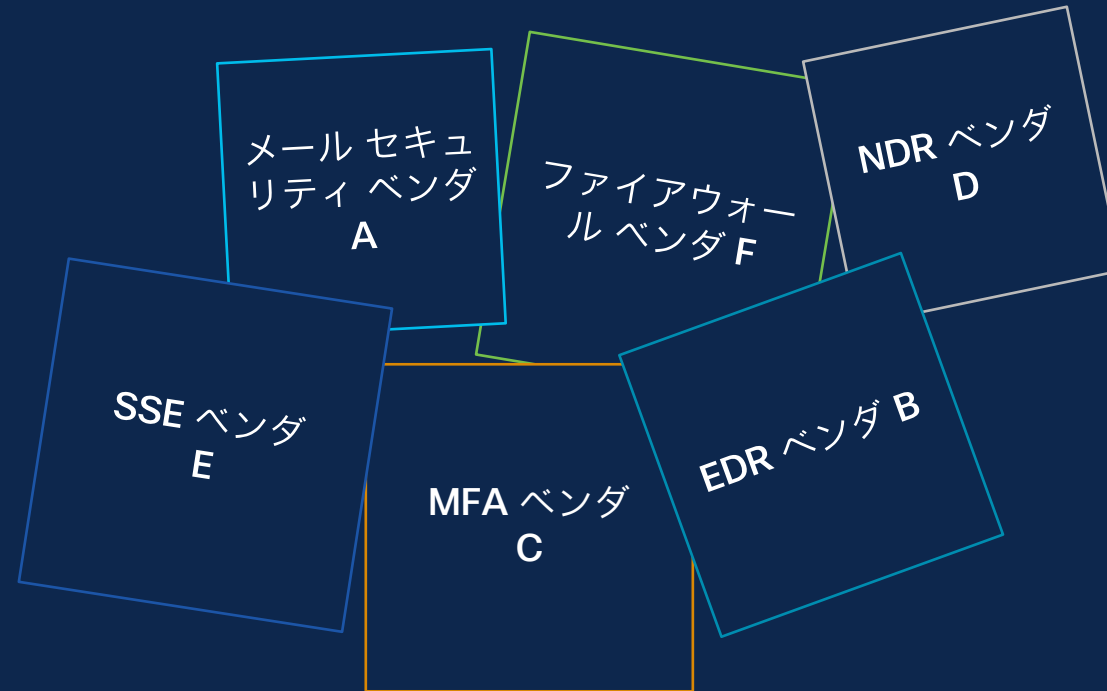 メール セキュ
リティ ベンダ
A
ファイアウォー
ル ベンダ F
NDR ベンダ
D
SSE ベンダ
E
MFA ベンダ
C
EDR ベンダ B